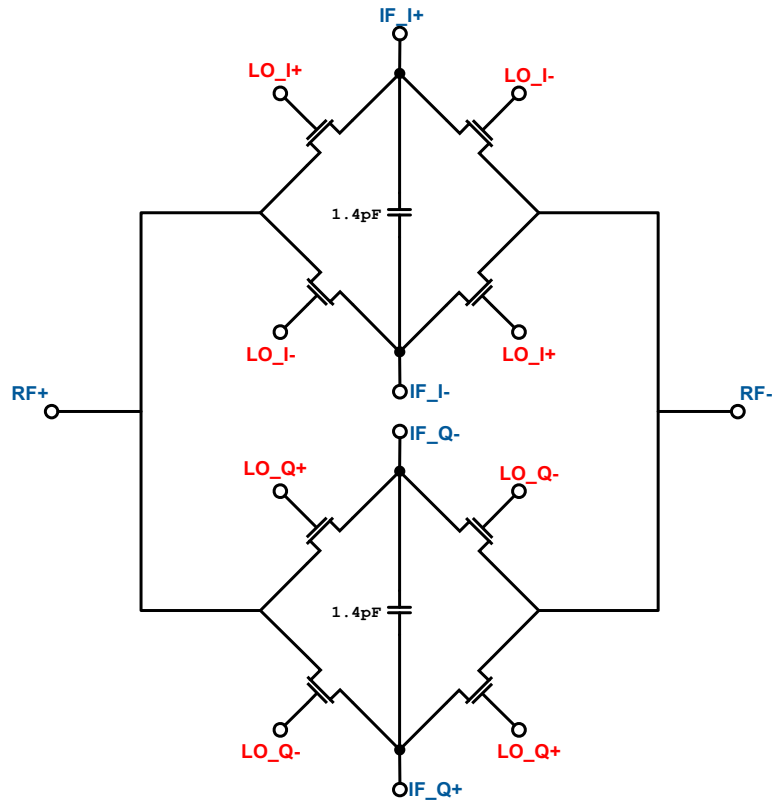 IF_I+
LO_I+
LO_I-
1.4pF
LO_I-
LO_I+
RF+
IF_I-
RF-
IF_Q-
LO_Q+
LO_Q-
1.4pF
LO_Q-
LO_Q+
IF_Q+